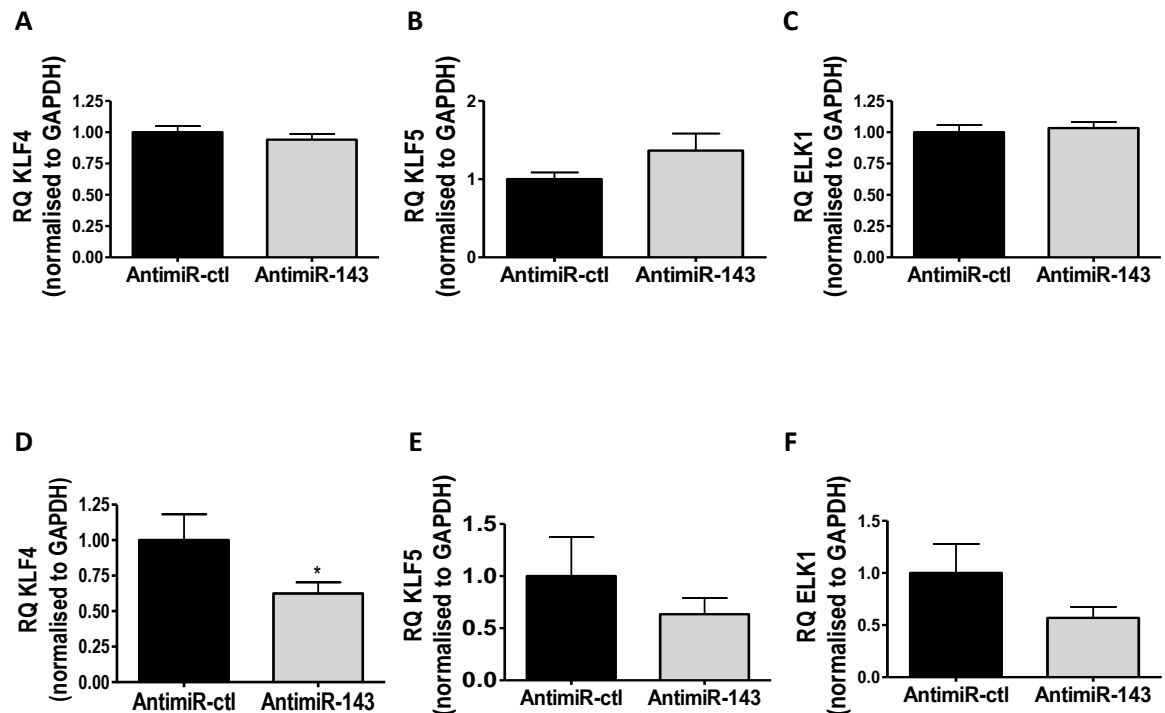 A
RQ KLF4
(normalised to GAPDH)
1.25
1.00
0.75
0.50
0.25
0.00
AntimiR-ctl AntimiR-143
B
RQ KLF5
(normalised to GAPDH)
2
1
0
AntimiR-ctl AntimiR-143
C
RQ ELK1
(normalised to GAPDH)
1.25
1.00
0.75
0.50
0.25
0.00
AntimiR-ctl AntimiR-143
D
RQ KLF4
(normalised to GAPDH)
1.25
1.00
0.75
0.50
0.25
0.00
*
AntimiR-ctl AntimiR-143
E
RQ KLF5
(normalised to GAPDH)
1.5
1.0
0.5
0.0
AntimiR-ctl AntimiR-143
F
RQ ELK1
(normalised to GAPDH)
1.5
1.0
0.5
0.0
AntimiR-ctl AntimiR-143